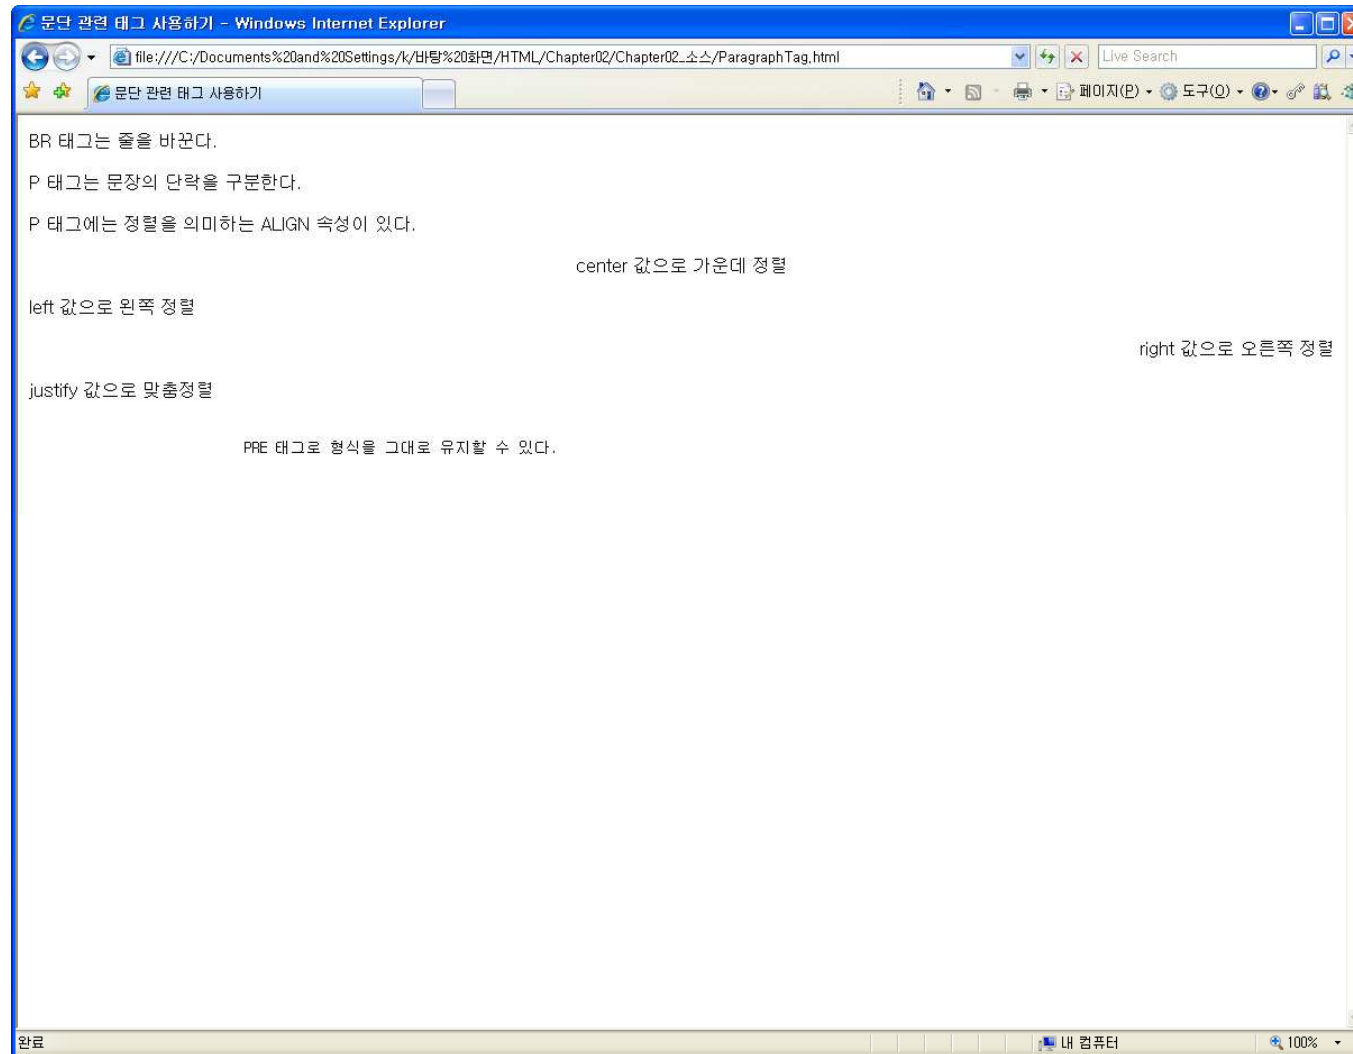 문단 관련 태그 사용하기 - Windows Internet Explorer
file:///C:/Documents%20and%20Settings/k/바탕%20화면/HTML/Chapter02/Chapter02_소스/ParagraphTag.html
Live Search
문단 관련 태그 사용하기
페이지(P) 도구(O)
BR 태그는 줄을 바꾼다.
P 태그는 문장의 단락을 구분한다.
P 태그에는 정렬을 의미하는 ALIGN 속성이 있다.
center 값으로 가운데 정렬
left 값으로 왼쪽 정렬
right 값으로 오른쪽 정렬
justify 값으로 맞춤정렬
PRE 태그로 형식을 그대로 유지할 수 있다.
완료
내 컴퓨터
100%